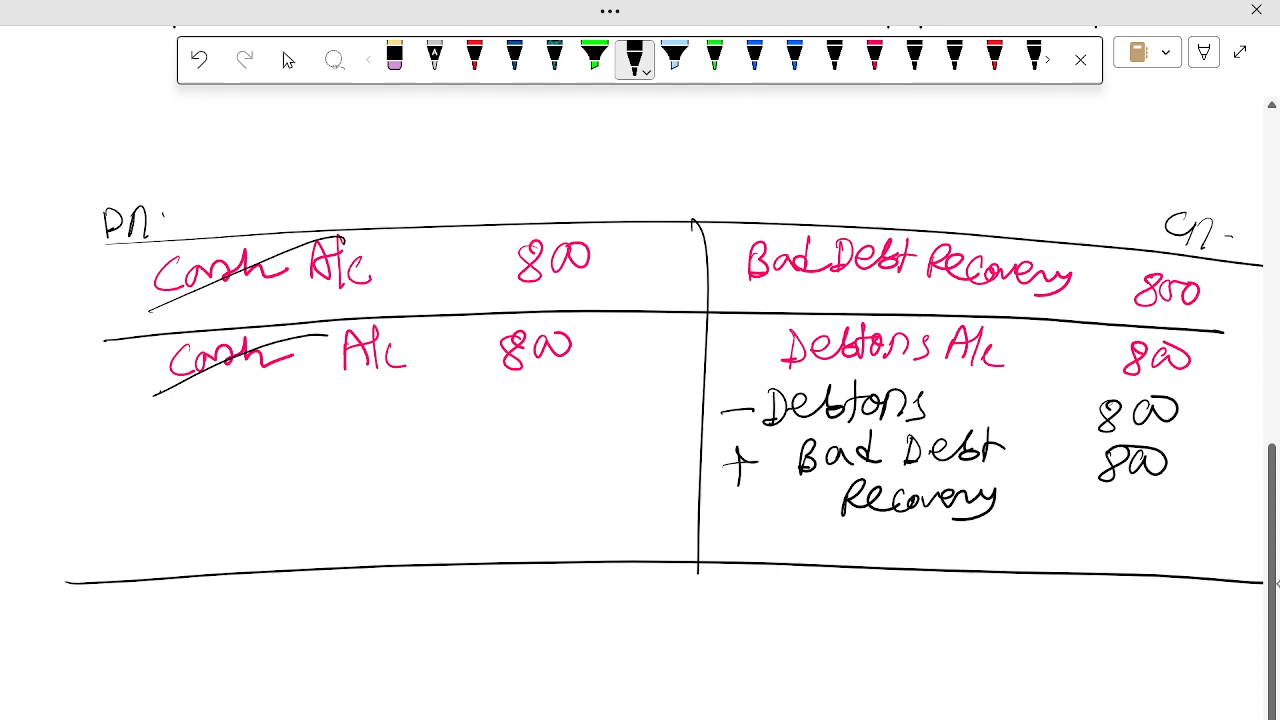 Dr.
Cr.
Cash A/c 800 Bad Debt Recovery 800
Cash A/c 800 Debtors A/c 800
- Debtors 800
+ Bad Debt 800
Recovery